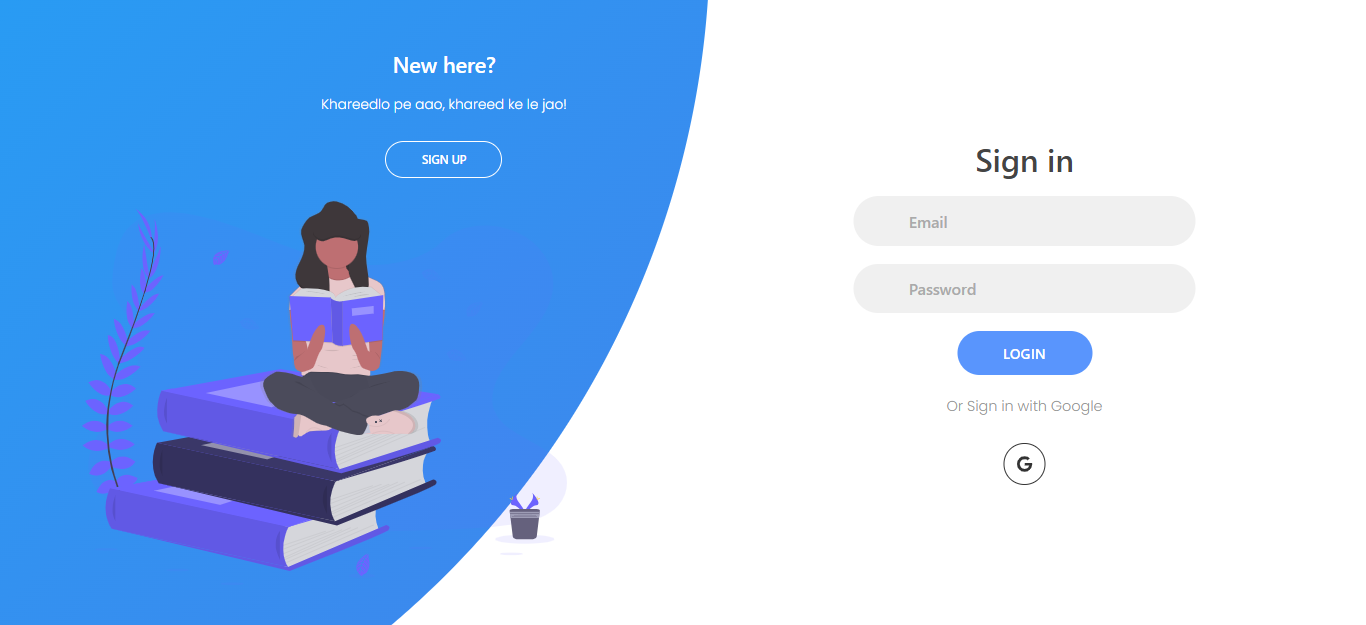 New here?
Khareedlo pe aao, khareed ke le jao!
SIGN UP
Sign in
Email
Password
LOGIN
Or Sign in with Google
G